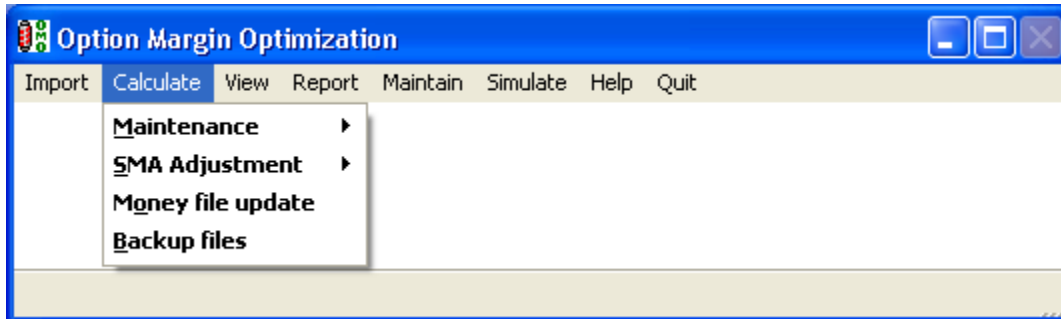 OMO Option Margin Optimization
Import Calculate View Report Maintain Simulate Help Quit
Maintenance
SMA Adjustment
Money file update
Backup files